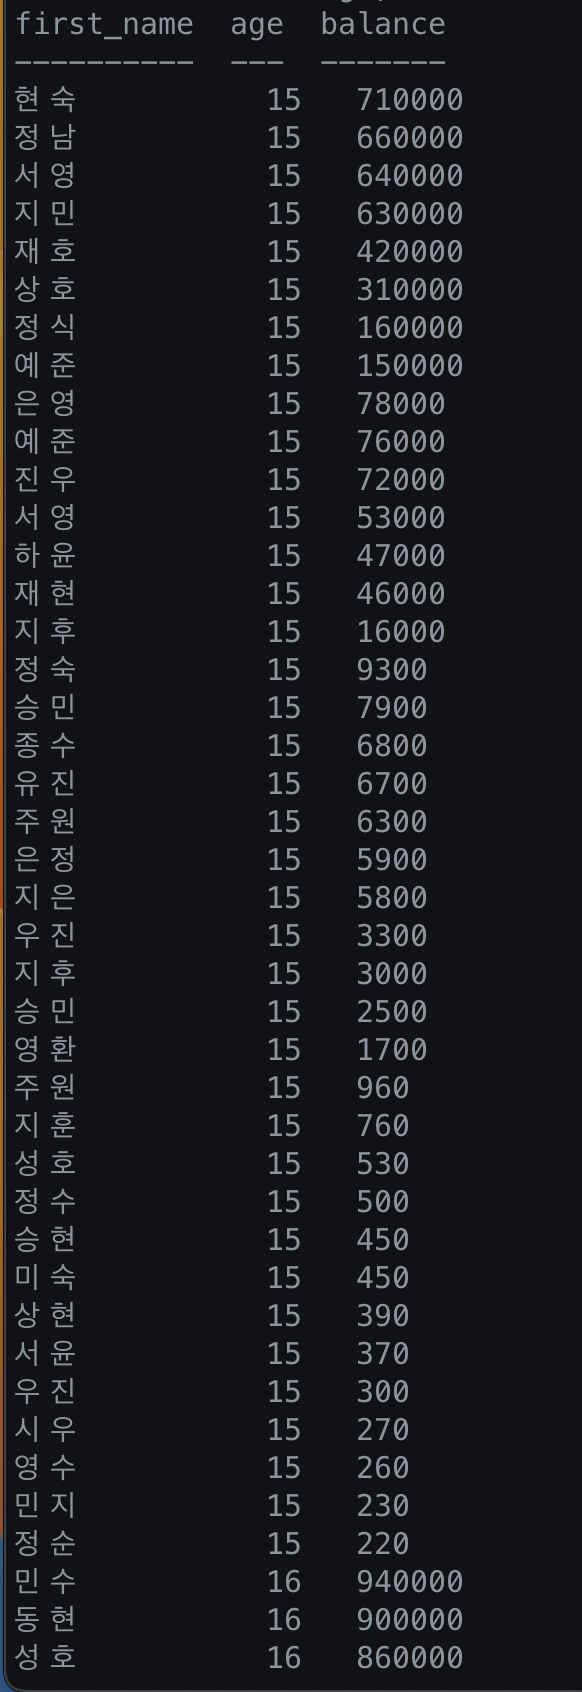 first_name age balance
---------- --- -------
현숙 15 710000
정남 15 660000
서영 15 640000
지민 15 630000
재호 15 420000
상호 15 310000
정식 15 160000
예준 15 150000
은영 15 78000
예준 15 76000
진우 15 72000
서영 15 53000
하윤 15 47000
재현 15 46000
지후 15 16000
정숙 15 9300
승민 15 7900
종수 15 6800
유진 15 6700
주원 15 6300
은정 15 5900
지은 15 5800
우진 15 3300
지후 15 3000
승민 15 2500
영환 15 1700
주원 15 960
지훈 15 760
성호 15 530
정수 15 500
승현 15 450
미숙 15 450
상현 15 390
서윤 15 370
우진 15 300
시우 15 270
영수 15 260
민지 15 230
정순 15 220
민수 16 940000
동현 16 900000
성호 16 860000